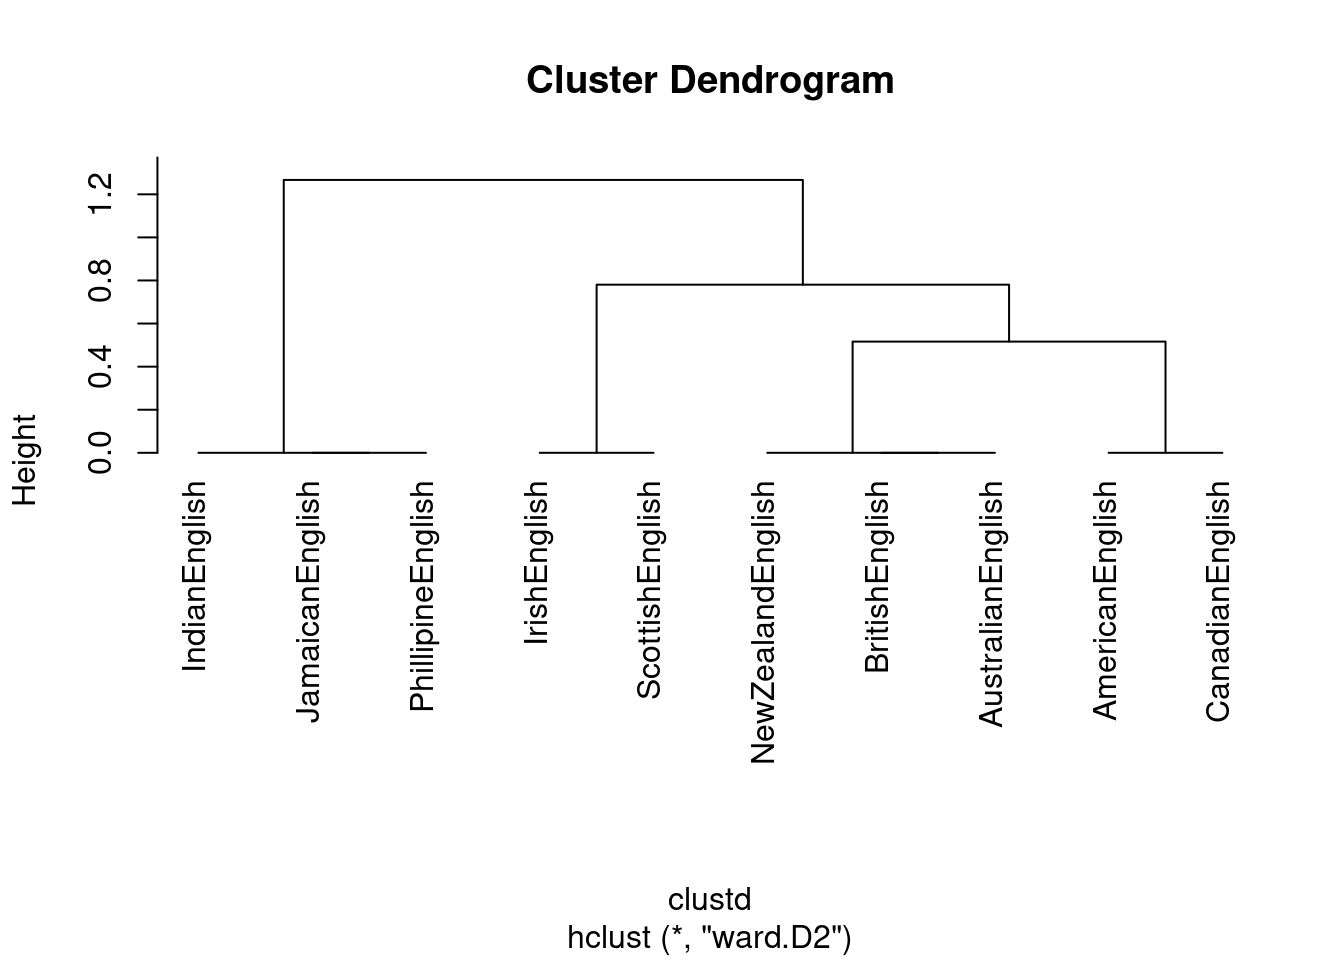 Cluster Dendrogram
Height
0.0
0.4
0.8
1.2
IndianEnglish
JamaicanEnglish
PhillipineEnglish
IrishEnglish
ScottishEnglish
NewZealandEnglish
BritishEnglish
AustralianEnglish
AmericanEnglish
CanadianEnglish
clustd
hclust (*, "ward.D2")